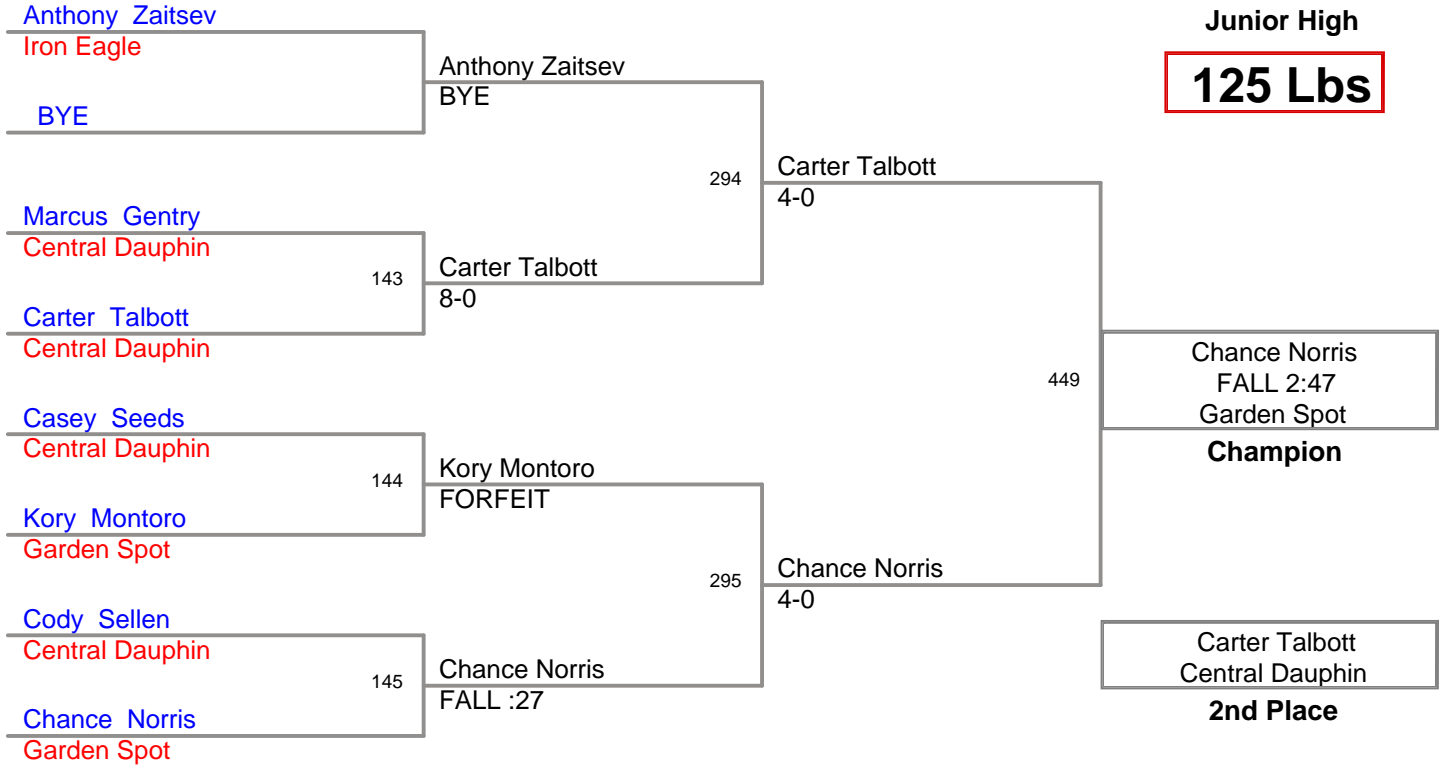 Anthony  Zaitsev
Iron Eagle
BYE
Marcus  Gentry
Central Dauphin
143
Carter  Talbott
Central Dauphin
Casey  Seeds
Central Dauphin
144
Kory  Montoro
Garden Spot
Cody  Sellen
Central Dauphin
145
Chance  Norris
Garden Spot
Anthony Zaitsev
BYE
294
Carter Talbott
8-0
Kory Montoro
FORFEIT
295
Chance Norris
FALL :27
Carter Talbott
4-0
449
Chance Norris
4-0
Junior High
125 Lbs
Chance Norris
FALL 2:47
Garden Spot
Champion
Carter Talbott
Central Dauphin
2nd Place